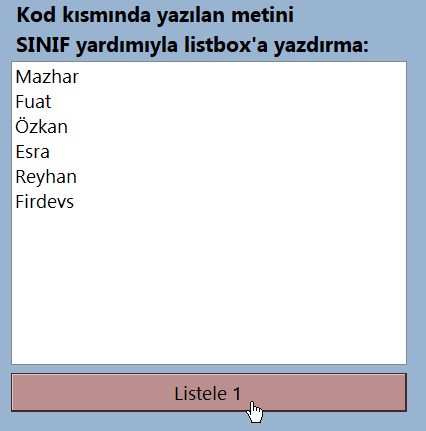 Kod kısmında yazılan metini
SINIF yardımıyla listbox'a yazdırma:
Mazhar
Fuat
Özkan
Esra
Reyhan
Firdevs
Listele 1